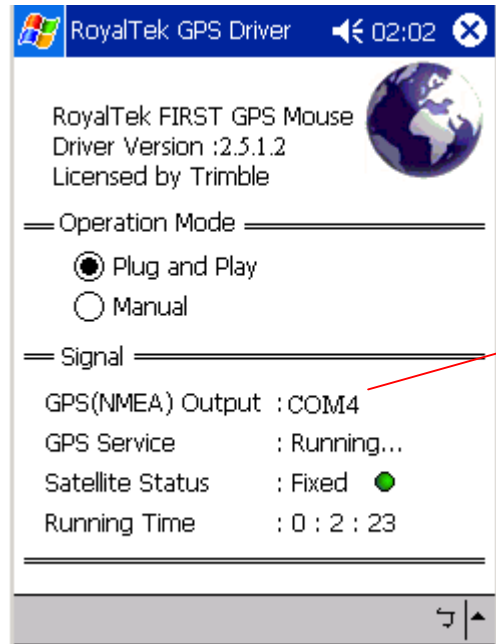 RoyalTek GPS Driver 02:02
RoyalTek FIRST GPS Mouse
Driver Version :2.5.1.2
Licensed by Trimble
Operation Mode
Plug and Play
Manual
Signal
GPS(NMEA) Output :COM4
GPS Service : Running...
Satellite Status : Fixed
Running Time : 0 : 2 : 23
ㄅ